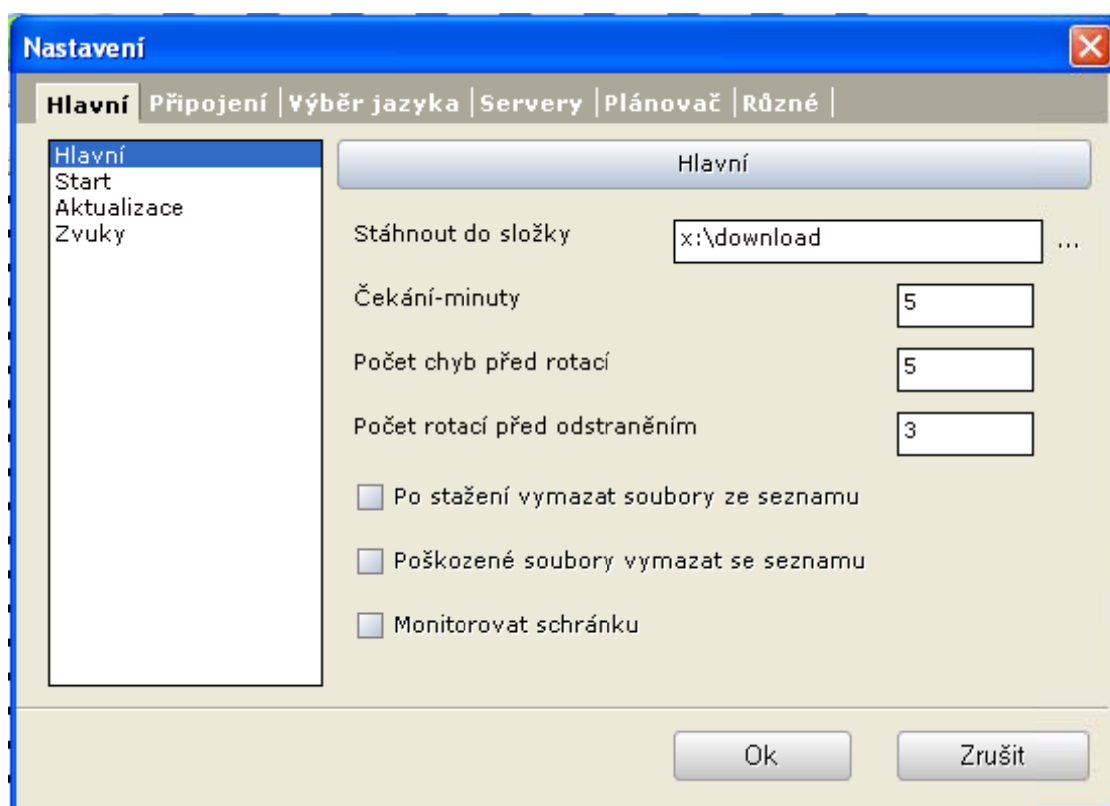 Nastavení
Hlavní Připojení Výběr jazyka Servery Plánovač Různé
Hlavní
Start
Aktualizace
Zvuky
Hlavní
Stáhnout do složky x:\download ...
Čekání-minuty 5
Počet chyb před rotací 5
Počet rotací před odstraněním 3
Po stažení vymazat soubory ze seznamu
Poškozené soubory vymazat se seznamu
Monitorovat schránku
Ok Zrušit